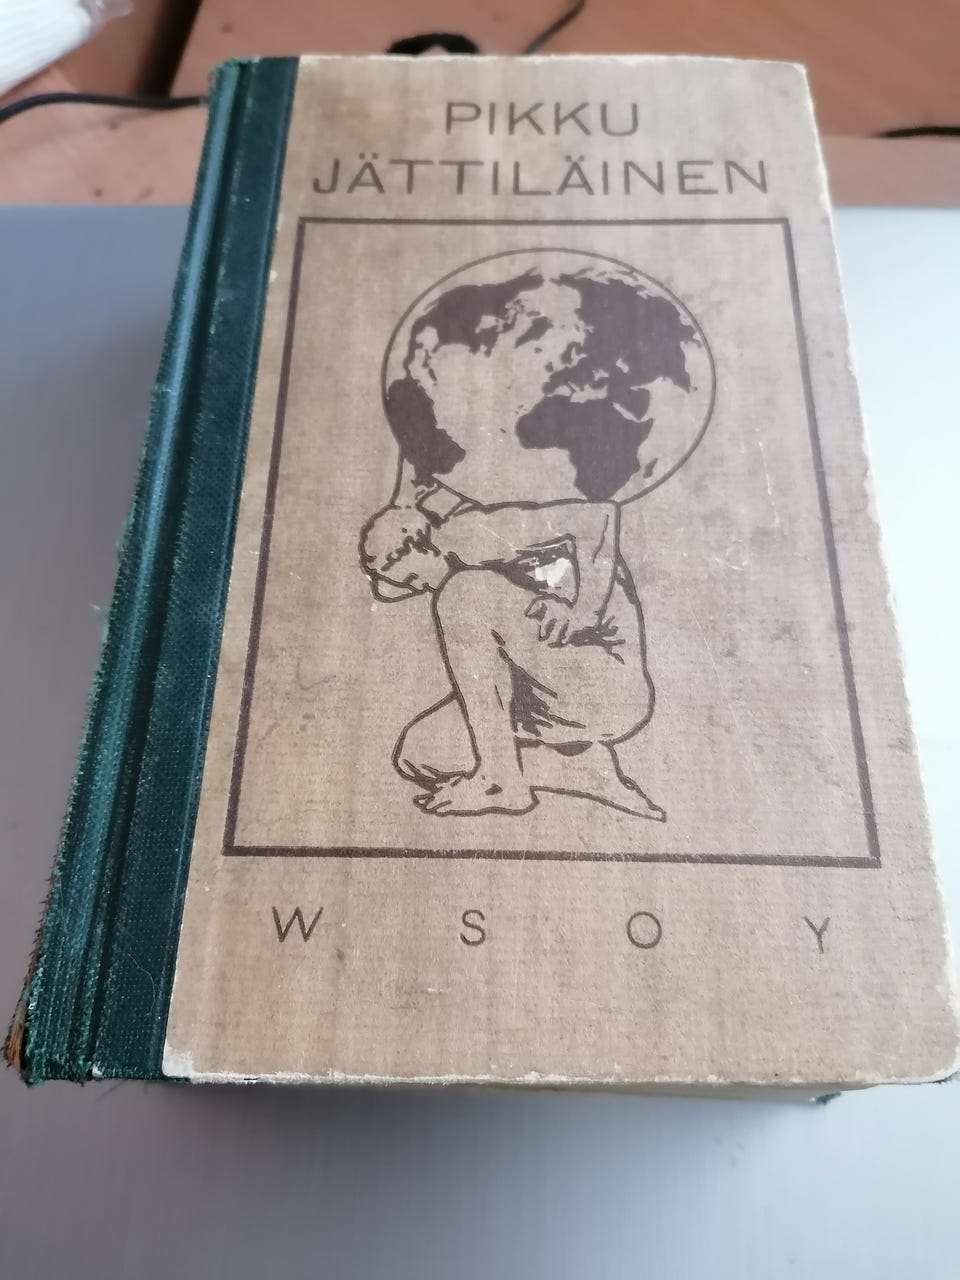 PIKKU
JÄTTILÄINEN
W S O Y